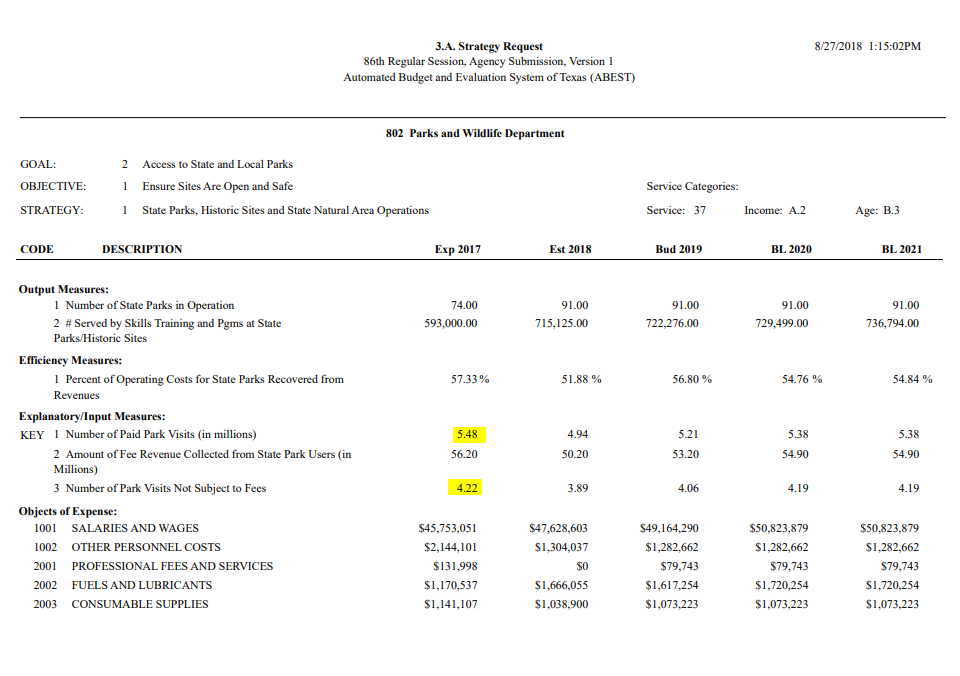 3.A. Strategy Request 8/27/2018 1:15:02PM
86th Regular Session, Agency Submission, Version 1
Automated Budget and Evaluation System of Texas (ABEST)
802 Parks and Wildlife Department
GOAL: 2 Access to State and Local Parks
OBJECTIVE: 1 Ensure Sites Are Open and Safe Service Categories:
STRATEGY: 1 State Parks, Historic Sites and State Natural Area Operations Service: 37 Income: A.2 Age: B.3
CODE DESCRIPTION Exp 2017 Est 2018 Bud 2019 BL 2020 BL 2021
Output Measures:
1 Number of State Parks in Operation 74.00 91.00 91.00 91.00 91.00
2 # Served by Skills Training and Pgms at State 593,000.00 715,125.00 722,276.00 729,499.00 736,794.00
Parks/Historic Sites
Efficiency Measures:
1 Percent of Operating Costs for State Parks Recovered from 57.33 % 51.88 % 56.80 % 54.76 % 54.84 %
Revenues
Explanatory/Input Measures:
KEY 1 Number of Paid Park Visits (in millions) 5.48 4.94 5.21 5.38 5.38
2 Amount of Fee Revenue Collected from State Park Users (in 56.20 50.20 53.20 54.90 54.90
Millions)
3 Number of Park Visits Not Subject to Fees 4.22 3.89 4.06 4.19 4.19
Objects of Expense:
1001 SALARIES AND WAGES $45,753,051 $47,628,603 $49,164,290 $50,823,879 $50,823,879
1002 OTHER PERSONNEL COSTS $2,144,101 $1,304,037 $1,282,662 $1,282,662 $1,282,662
2001 PROFESSIONAL FEES AND SERVICES $131,998 $0 $79,743 $79,743 $79,743
2002 FUELS AND LUBRICANTS $1,170,537 $1,666,055 $1,617,254 $1,720,254 $1,720,254
2003 CONSUMABLE SUPPLIES $1,141,107 $1,038,900 $1,073,223 $1,073,223 $1,073,223